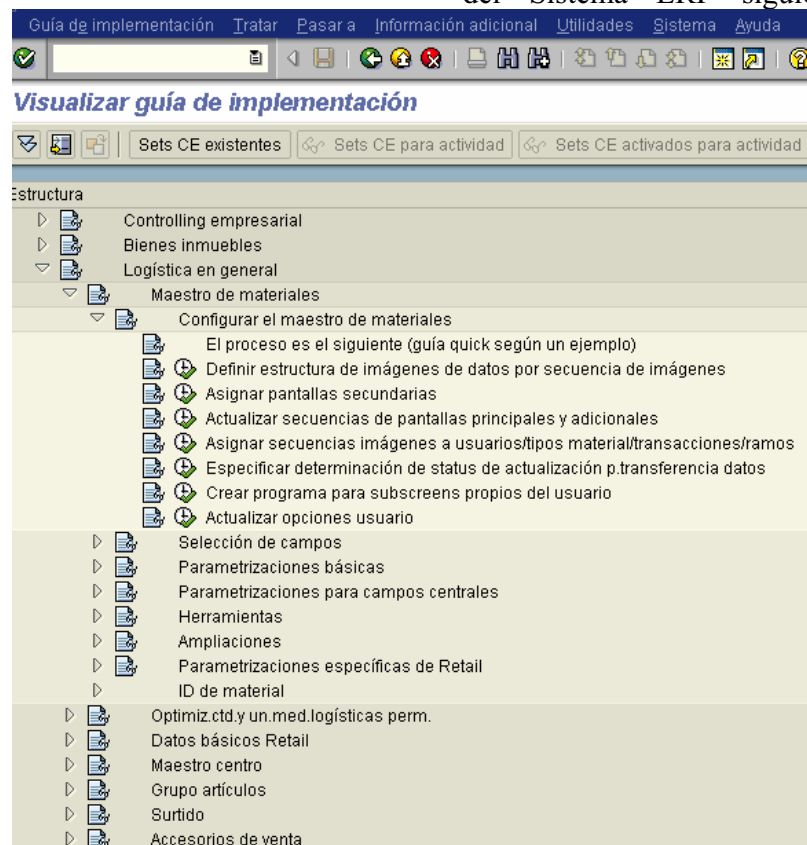 del Sistema ERP
Guía de implementación Tratar Pasar a Información adicional Utilidades Sistema Ayuda
Visualizar guía de implementación
Sets CE existentes Sets CE para actividad Sets CE activados para actividad
Estructura
Controlling empresarial
Bienes inmuebles
Logística en general
Maestro de materiales
Configurar el maestro de materiales
El proceso es el siguiente (guía quick según un ejemplo)
Definir estructura de imágenes de datos por secuencia de imágenes
Asignar pantallas secundarias
Actualizar secuencias de pantallas principales y adicionales
Asignar secuencias imágenes a usuarios/tipos material/transacciones/ramos
Especificar determinación de status de actualización p.transferencia datos
Crear programa para subscreens propios del usuario
Actualizar opciones usuario
Selección de campos
Parametrizaciones básicas
Parametrizaciones para campos centrales
Herramientas
Ampliaciones
Parametrizaciones específicas de Retail
ID de material
Optimiz.ctd.y un.med.logísticas perm.
Datos básicos Retail
Maestro centro
Grupo artículos
Surtido
Accesorios de venta